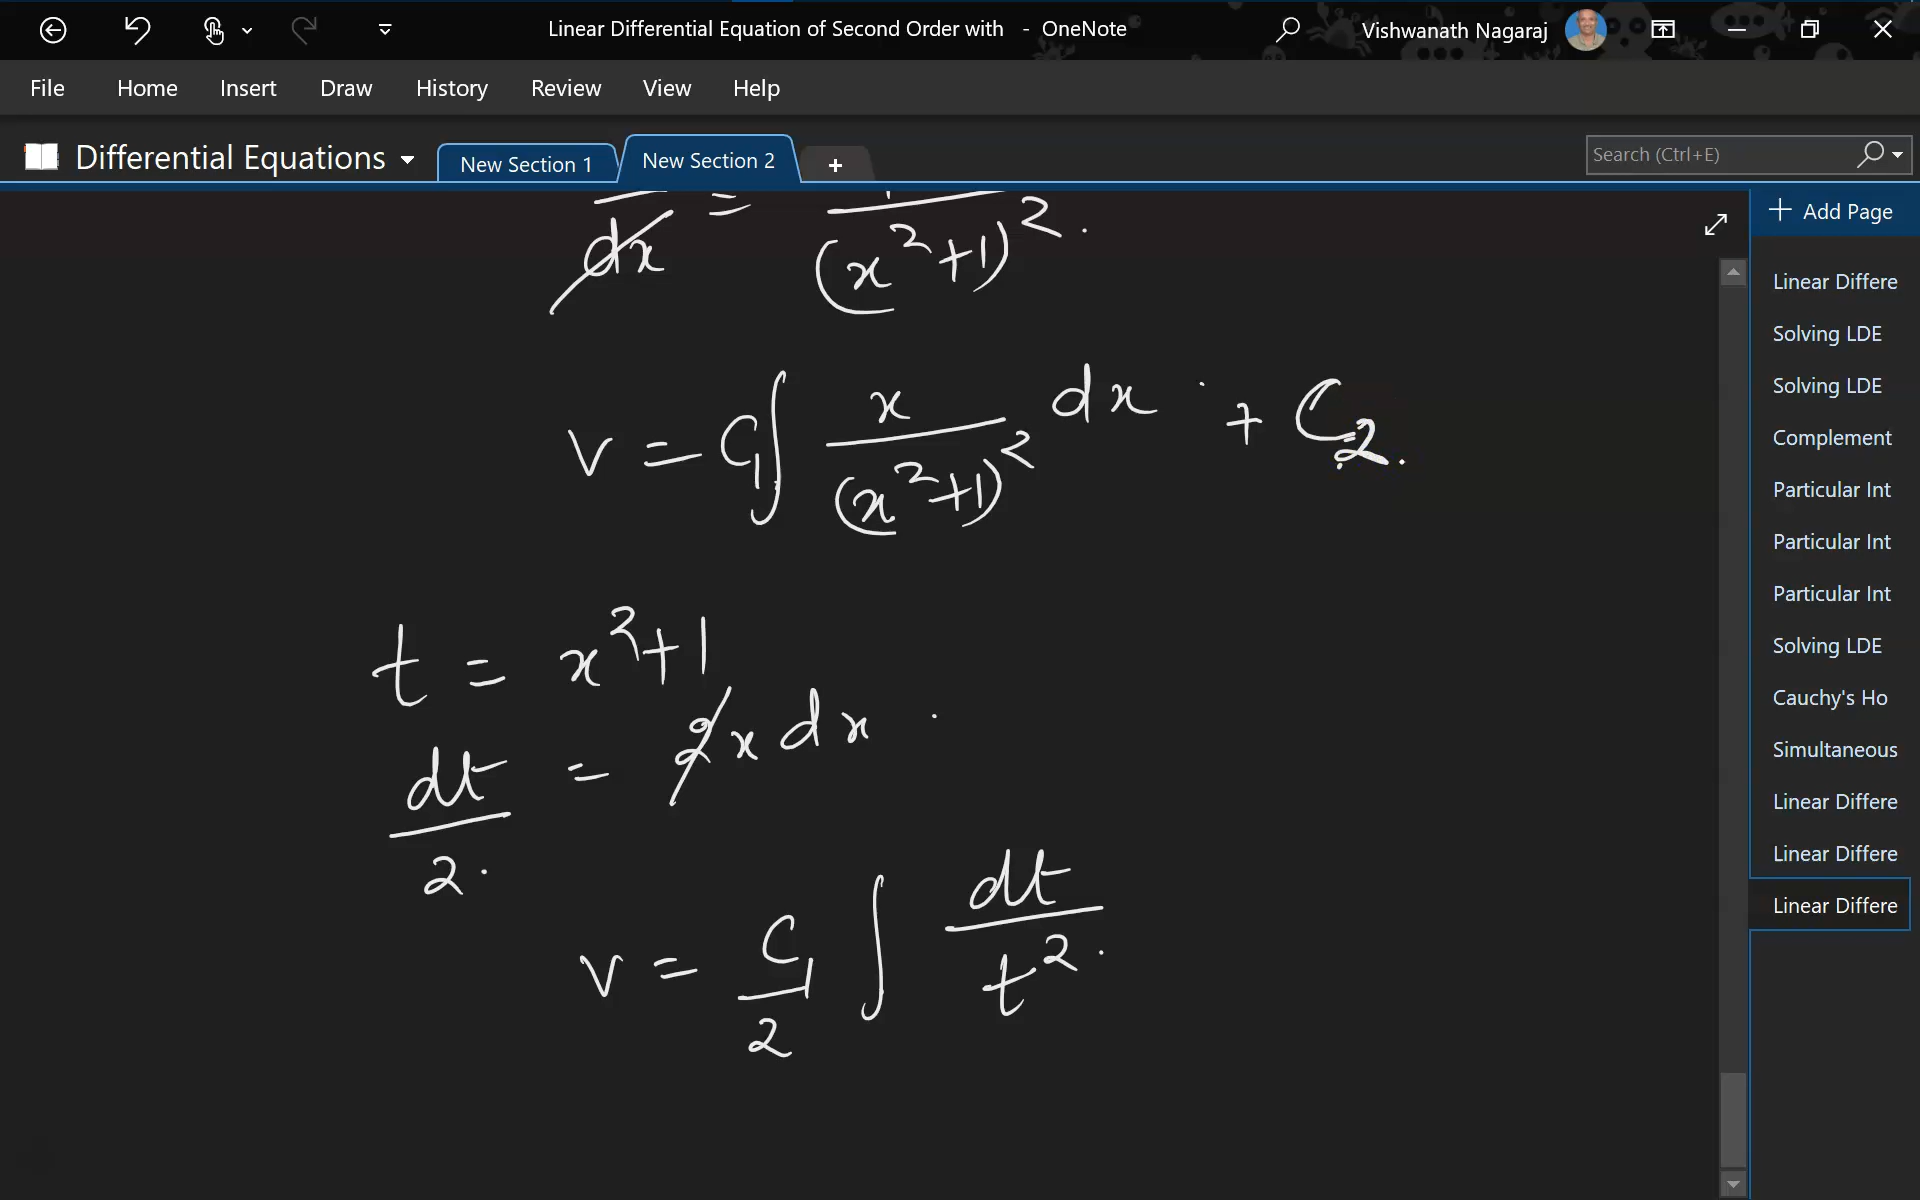 Linear Differential Equation of Second Order with - OneNote
Vishwanath Nagaraj
File Home Insert Draw History Review View Help
Differential Equations
New Section 1
New Section 2
+
Search (Ctrl+E)
+ Add Page
Linear Differe
Solving LDE
Solving LDE
Complement
Particular Int
Particular Int
Particular Int
Solving LDE
Cauchy's Ho
Simultaneous
Linear Differe
Linear Differe
Linear Differe
dx = (x²+1)².
v = C₁∫ x/(x²+1)² dx + C₂.
t = x²+1
dt/2. = 2x dx .
v = C₁/2 ∫ dt/t².